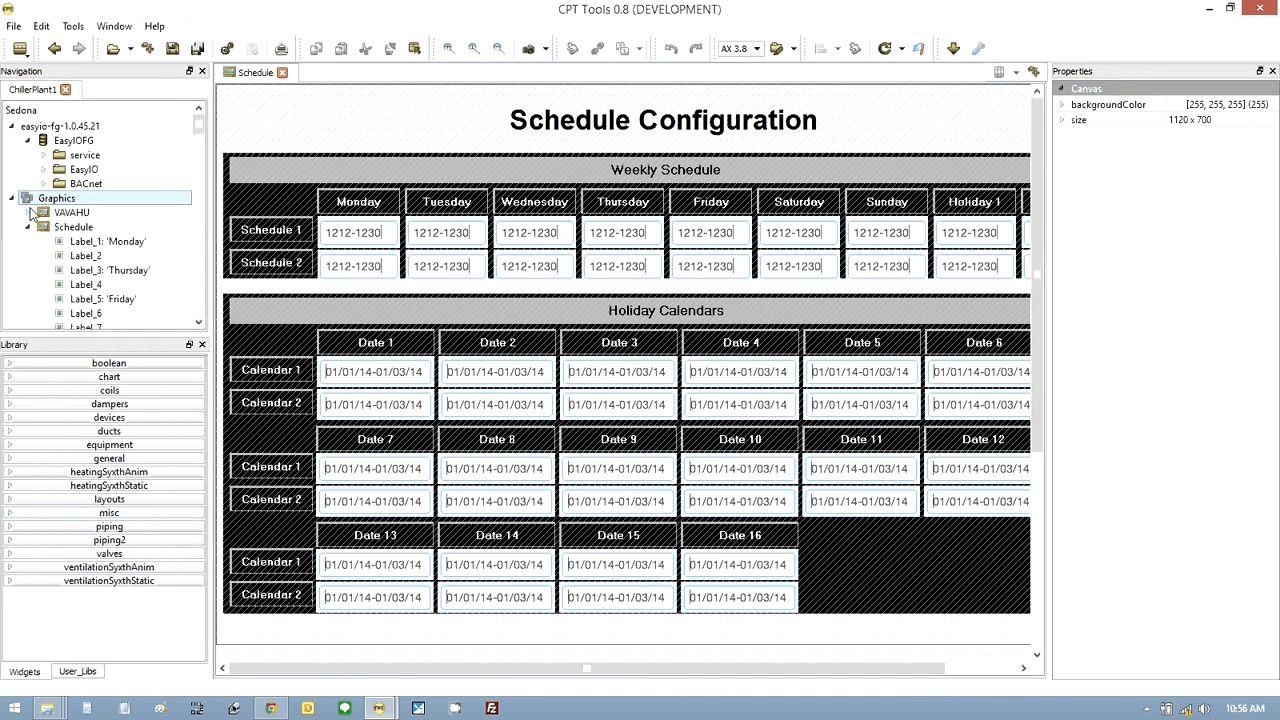 CPT Tools 0.8 (DEVELOPMENT)
File Edit Tools Window Help
AX 3.8
Navigation
ChillerPlant1
Sedona
easyio-fg-1.0.45.21
EasyIOFG
service
EasyIO
BACnet
Graphics
VAVAHU
Schedule
Label_1: 'Monday'
Label_2
Label_3: 'Thursday'
Label_4
Label_5: 'Friday'
Label_6
Label_7
Library
boolean
chart
coils
dampers
devices
ducts
equipment
general
heatingSyxthAnim
heatingSyxthStatic
layouts
misc
piping
piping2
valves
ventilationSyxthAnim
ventilationSyxthStatic
Widgets User_Libs
Schedule
Schedule Configuration
Weekly Schedule
Monday Tuesday Wednesday Thursday Friday Saturday Sunday Holiday 1
Schedule 1 1212-1230 1212-1230 1212-1230 1212-1230 1212-1230 1212-1230 1212-1230 1212-1230
Schedule 2 1212-1230 1212-1230 1212-1230 1212-1230 1212-1230 1212-1230 1212-1230 1212-1230
Holiday Calendars
Date 1 Date 2 Date 3 Date 4 Date 5 Date 6
Calendar 1 01/01/14-01/03/14 01/01/14-01/03/14 01/01/14-01/03/14 01/01/14-01/03/14 01/01/14-01/03/14 01/01/14-01/03/14
Calendar 2 01/01/14-01/03/14 01/01/14-01/03/14 01/01/14-01/03/14 01/01/14-01/03/14 01/01/14-01/03/14 01/01/14-01/03/14
Date 7 Date 8 Date 9 Date 10 Date 11 Date 12
Calendar 1 01/01/14-01/03/14 01/01/14-01/03/14 01/01/14-01/03/14 01/01/14-01/03/14 01/01/14-01/03/14 01/01/14-01/03/14
Calendar 2 01/01/14-01/03/14 01/01/14-01/03/14 01/01/14-01/03/14 01/01/14-01/03/14 01/01/14-01/03/14 01/01/14-01/03/14
Date 13 Date 14 Date 15 Date 16
Calendar 1 01/01/14-01/03/14 01/01/14-01/03/14 01/01/14-01/03/14 01/01/14-01/03/14
Calendar 2 01/01/14-01/03/14 01/01/14-01/03/14 01/01/14-01/03/14 01/01/14-01/03/14
Properties
Canvas
backgroundColor [255, 255, 255] (255)
size 1120 x 700
10:56 AM